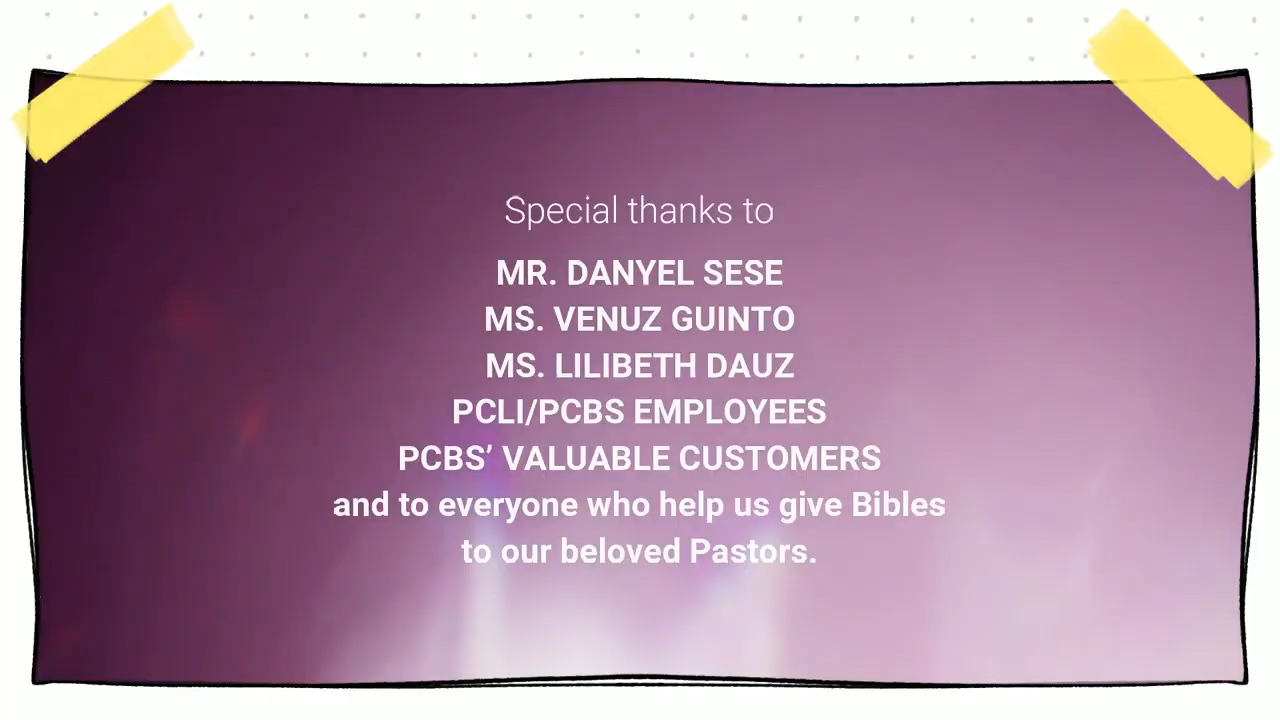 Special thanks to
MR. DANYEL SESE
MS. VENUZ GUINTO
MS. LILIBETH DAUZ
PCLI/PCBS EMPLOYEES
PCBS’ VALUABLE CUSTOMERS
and to everyone who help us give Bibles
to our beloved Pastors.